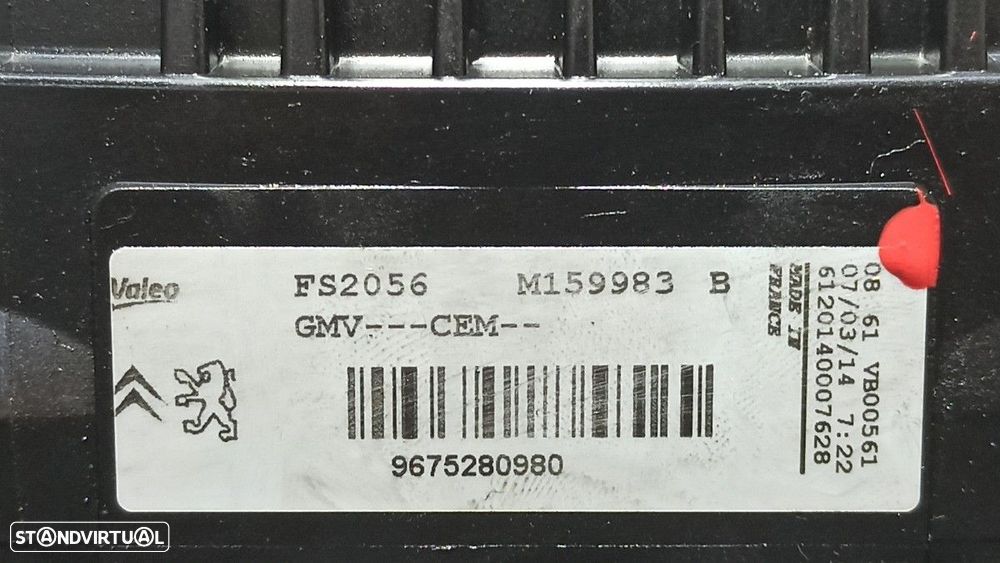 Valeo
FS2056 M159983 B
GMV---CEM--
9675280980
MADE IN
FRANCE
08 61 VB00561
07/03/14 7:22
6120140007628
STANDVIRTUAL